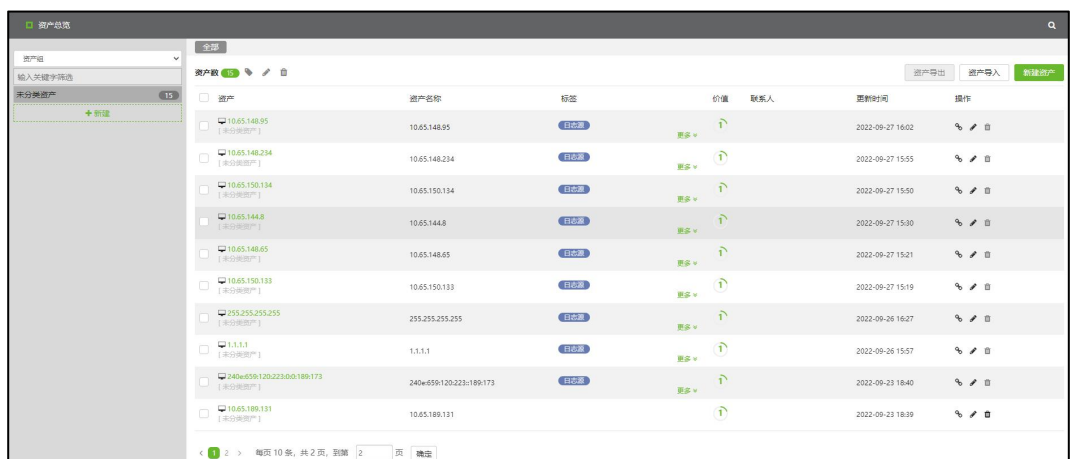 资产总览
资产组
输入关键字筛选
未分类资产 15
+ 新建
全部
资产数 15 资产导出 资产导入 新建资产
资产 资产名称 标签 价值 联系人 更新时间 操作
10.65.148.95 10.65.148.95 日志源 1 2022-09-27 16:02
[ 未分类资产 ] 更多
10.65.148.234 10.65.148.234 日志源 1 2022-09-27 15:55
[ 未分类资产 ] 更多
10.65.150.134 10.65.150.134 日志源 1 2022-09-27 15:50
[ 未分类资产 ] 更多
10.65.144.8 10.65.144.8 日志源 1 2022-09-27 15:30
[ 未分类资产 ] 更多
10.65.148.65 10.65.148.65 日志源 1 2022-09-27 15:21
[ 未分类资产 ] 更多
10.65.150.133 10.65.150.133 日志源 1 2022-09-27 15:19
[ 未分类资产 ] 更多
255.255.255.255 255.255.255.255 日志源 1 2022-09-26 16:27
[ 未分类资产 ] 更多
1.1.1.1 1.1.1.1 日志源 1 2022-09-26 15:57
[ 未分类资产 ] 更多
240e:659:120:223:0:0:189:173 240e:659:120:223::189:173 日志源 1 2022-09-23 18:40
[ 未分类资产 ] 更多
10.65.189.131 10.65.189.131 1 2022-09-23 18:39
[ 未分类资产 ]
< 1 2 > 每页 10 条, 共 2 页, 到第 2 页 确定